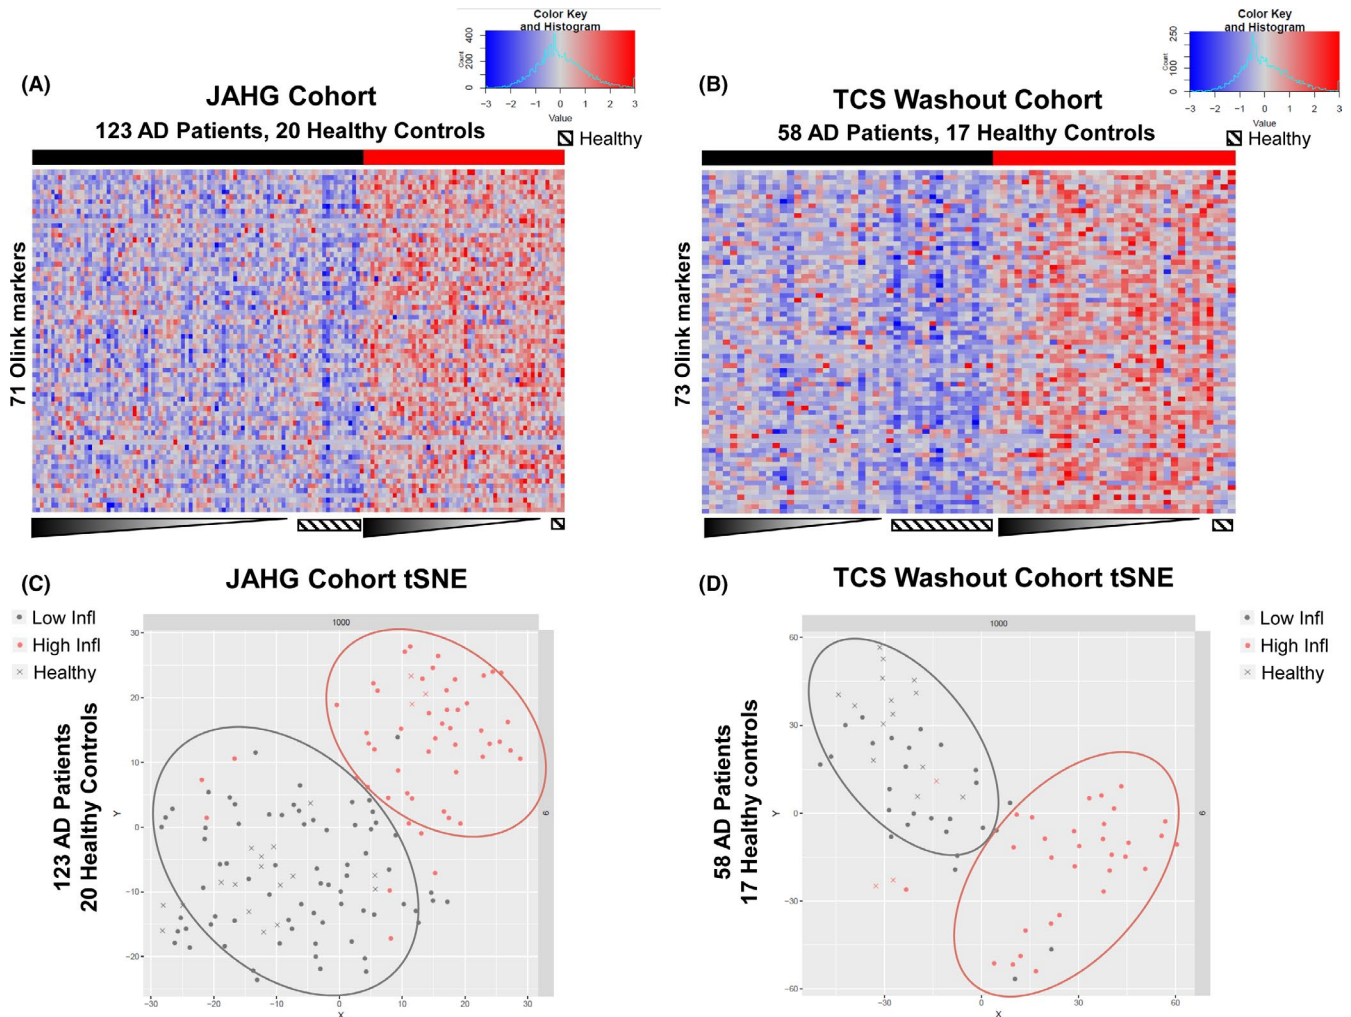 Color Key
and Histogram
Count
0 200 400
-3 -2 -1 0 1 2 3
Value
(A)
JAHG Cohort
123 AD Patients, 20 Healthy Controls
Healthy
71 Olink markers
Color Key
and Histogram
Count
0 100 250
-3 -2 -1 0 1 2 3
Value
(B)
TCS Washout Cohort
58 AD Patients, 17 Healthy Controls
Healthy
73 Olink markers
(C)
JAHG Cohort tSNE
Low Infl
High Infl
Healthy
123 AD Patients
20 Healthy Controls
1000
6
30
20
10
0
-10
-20
Y
-30 -20 -10 0 10 20 30
X
(D)
TCS Washout Cohort tSNE
Low Infl
High Infl
Healthy
58 AD Patients
17 Healthy controls
1000
6
60
30
0
-30
-60
Y
-30 0 30 60
X